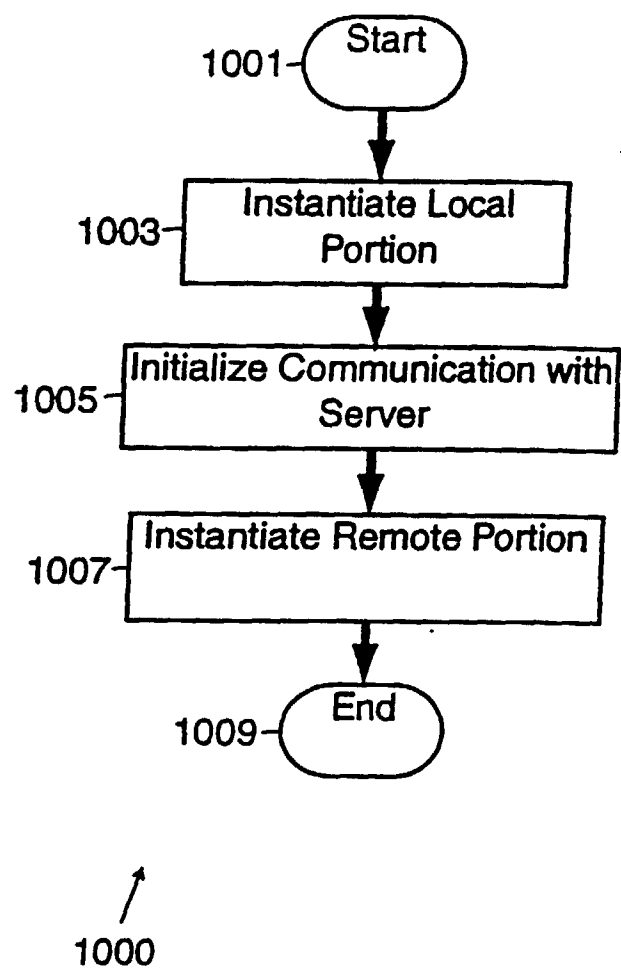 Start
1001
Instantiate Local
Portion
1003
Initialize Communication with
Server
1005
Instantiate Remote Portion
1007
End
1009
1000